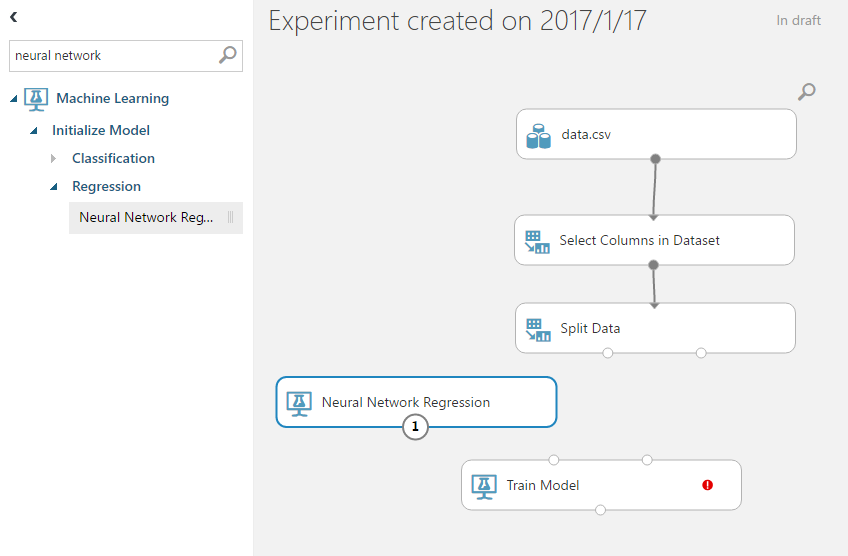 Experiment created on 2017/1/17
In draft
neural network
Machine Learning
Initialize Model
Classification
Regression
Neural Network Reg...
data.csv
Select Columns in Dataset
Split Data
Neural Network Regression
1
Train Model